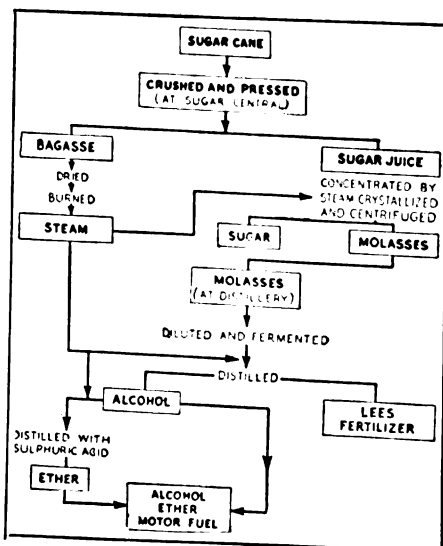 SUGAR CANE
CRUSHED AND PRESSED
(AT SUGAR CENTRAL)
BAGASSE
DRIED
BURNED
STEAM
SUGAR JUICE
CONCENTRATED BY
STEAM CRYSTALLIZED
AND CENTRIFUGED
SUGAR
MOLASSES
MOLASSES
(AT DISTILLERY)
DILUTED AND FERMENTED
DISTILLED
ALCOHOL
LEES
FERTILIZER
DISTILLED WITH
SULPHURIC ACID
ETHER
ALCOHOL
ETHER
MOTOR FUEL